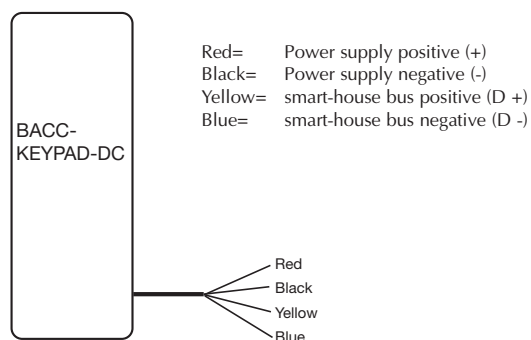 Red= Power supply positive (+)
Black= Power supply negative (-)
Yellow= smart-house bus positive (D +)
Blue= smart-house bus negative (D -)
BACC-
KEYPAD-DC
Red
Black
Yellow
Blue